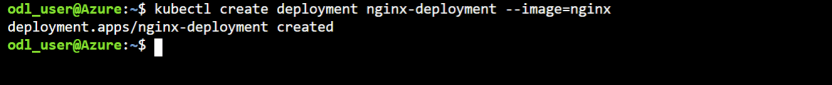 odl_user@Azure:~$ kubectl create deployment nginx-deployment --image=nginx
deployment.apps/nginx-deployment created
odl_user@Azure:~$